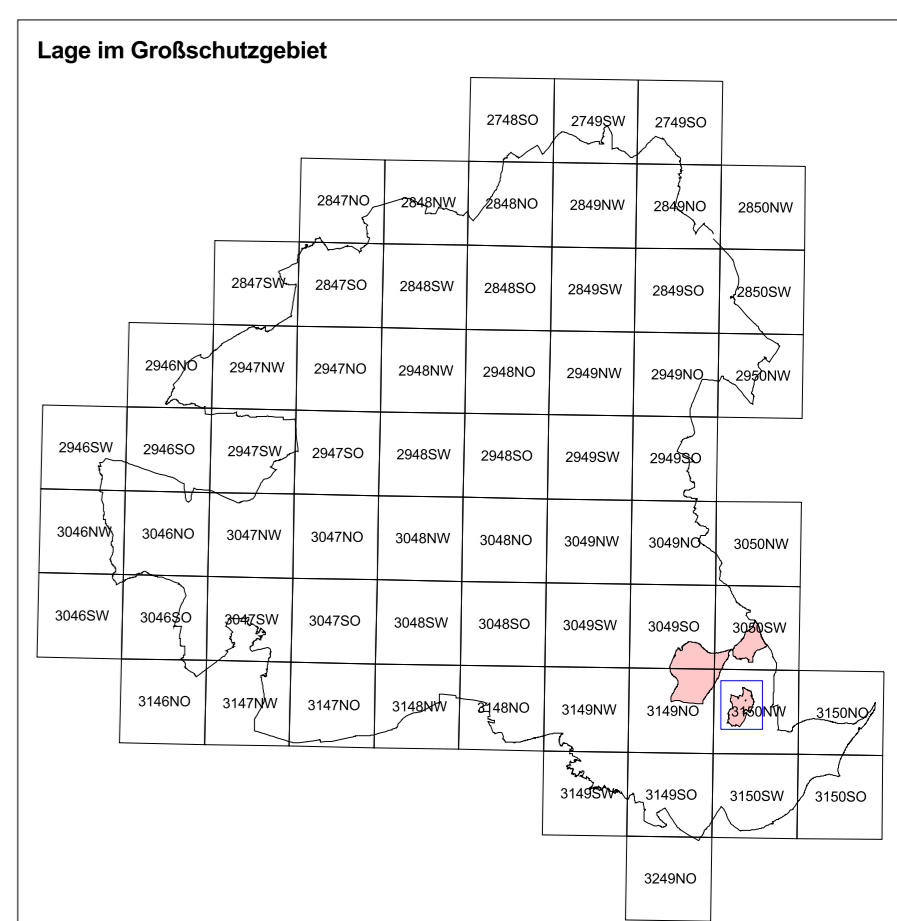 Lage im Großschutzgebiet
2748SO 2749SW 2749SO
2847NO 2848NW 2848NO 2849NW 2849NO 2850NW
2847SW 2847SO 2848SW 2848SO 2849SW 2849SO 2850SW
2946NO 2947NW 2947NO 2948NW 2948NO 2949NW 2949NO 2950NW
2946SW 2946SO 2947SW 2947SO 2948SW 2948SO 2949SW 2949SO
3046NW 3046NO 3047NW 3047NO 3048NW 3048NO 3049NW 3049NO 3050NW
3046SW 3046SO 3047SW 3047SO 3048SW 3048SO 3049SW 3049SO 3050SW
3146NO 3147NW 3147NO 3148NW 3148NO 3149NW 3149NO 3150NW 3150NO
3149SW 3149SO 3150SW 3150SO
3249NO